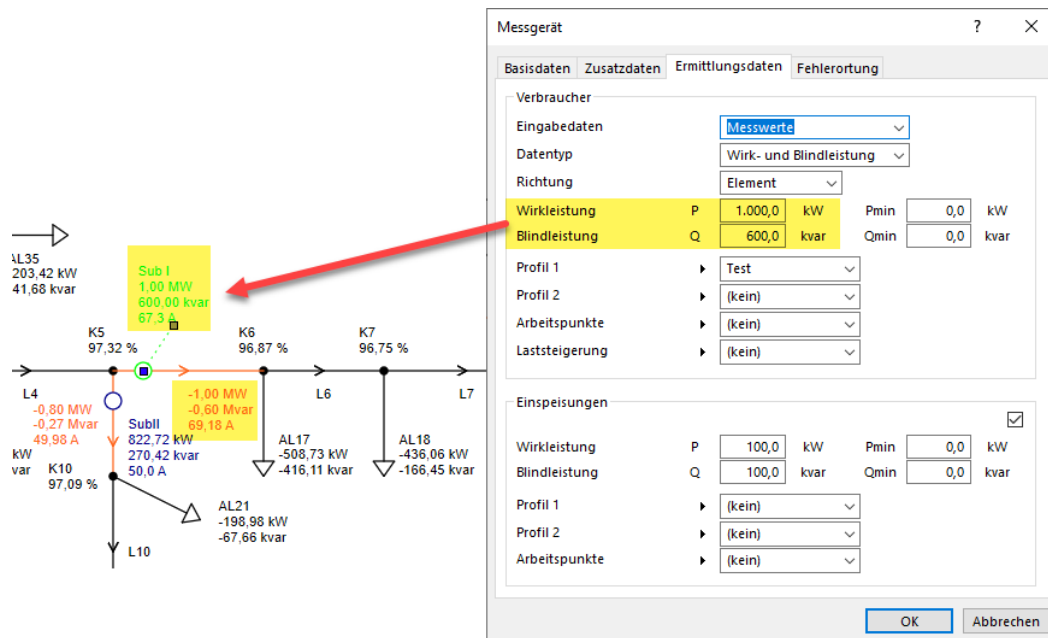 AL35
203,42 kW
41,68 kvar
Sub I
1,00 MW
600,00 kvar
67,3 A
K5
97,32 %
K6
96,87 %
K7
96,75 %
L4
L6
L7
-0,80 MW
-0,27 Mvar
49,98 A
-1,00 MW
-0,60 Mvar
69,18 A
SubII
822,72 kW
270,42 kvar
50,0 A
kW
var
K10
97,09 %
AL17
-508,73 kW
-416,11 kvar
AL18
-436,06 kW
-166,45 kvar
AL21
-198,98 kW
-67,66 kvar
L10
Messgerät ?
Basisdaten Zusatzdaten Ermittlungsdaten Fehlerortung
Verbraucher
Eingabedaten Messwerte
Datentyp Wirk- und Blindleistung
Richtung Element
Wirkleistung P 1.000,0 kW Pmin 0,0 kW
Blindleistung Q 600,0 kvar Qmin 0,0 kvar
Profil 1 Test
Profil 2 (kein)
Arbeitspunkte (kein)
Laststeigerung (kein)
Einspeisungen
Wirkleistung P 100,0 kW Pmin 0,0 kW
Blindleistung Q 100,0 kvar Qmin 0,0 kvar
Profil 1 (kein)
Profil 2 (kein)
Arbeitspunkte (kein)
OK Abbrechen